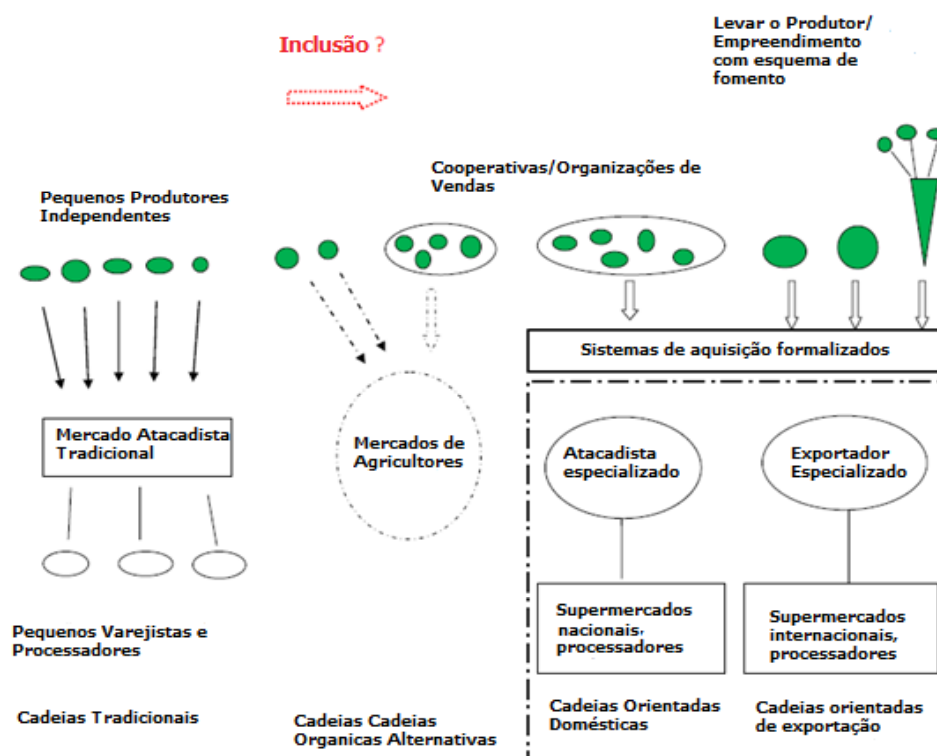 Levar o Produtor/
Empreendimento
com esquema de
fomento
Inclusão ?
Cooperativas/Organizações de
Vendas
Pequenos Produtores
Independentes
Sistemas de aquisição formalizados
Mercado Atacadista
Tradicional
Mercados de
Agricultores
Atacadista
especializado
Exportador
Especializado
Supermercados
nacionais,
processadores
Supermercados
internacionais,
processadores
Pequenos Varejistas e
Processadores
Cadeias Tradicionais
Cadeias Cadeias
Organicas Alternativas
Cadeias Orientadas
Domésticas
Cadeias orientadas
de exportação